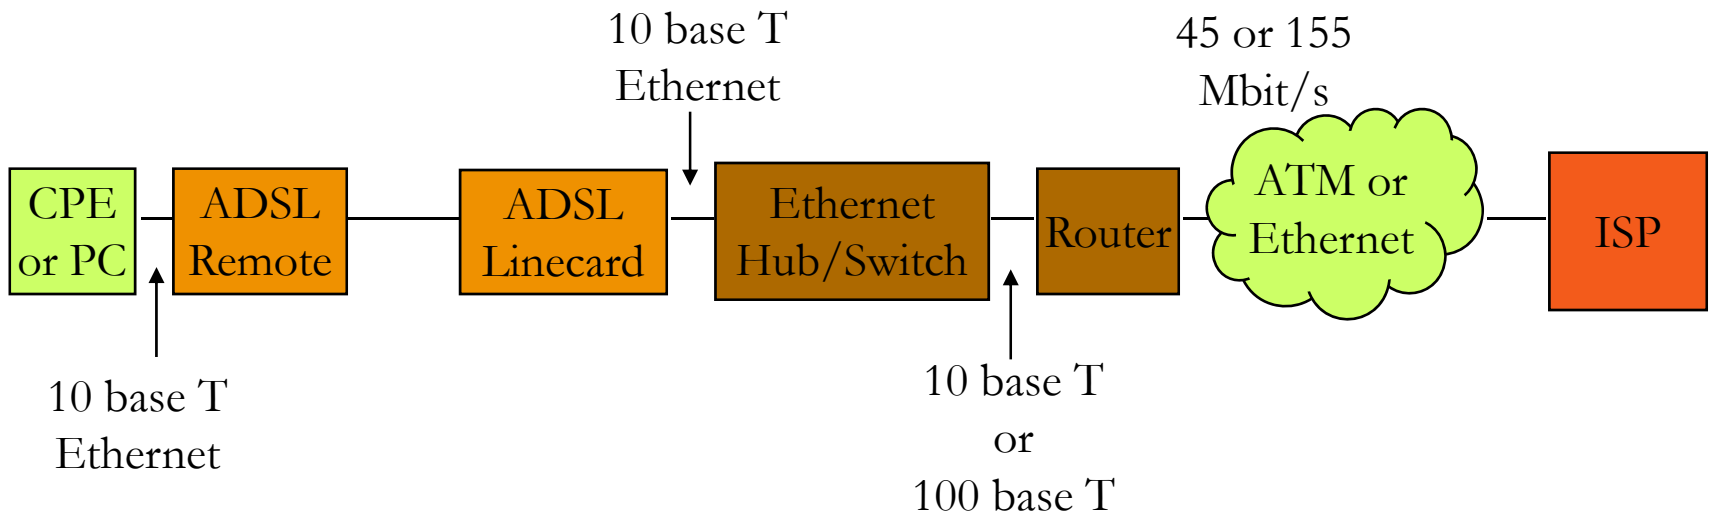 10 base T
Ethernet
45 or 155
Mbit/s
CPE
or PC
ADSL
Remote
ADSL
Linecard
Ethernet
Hub/Switch
Router
ATM or
Ethernet
ISP
10 base T
Ethernet
10 base T
or
100 base T